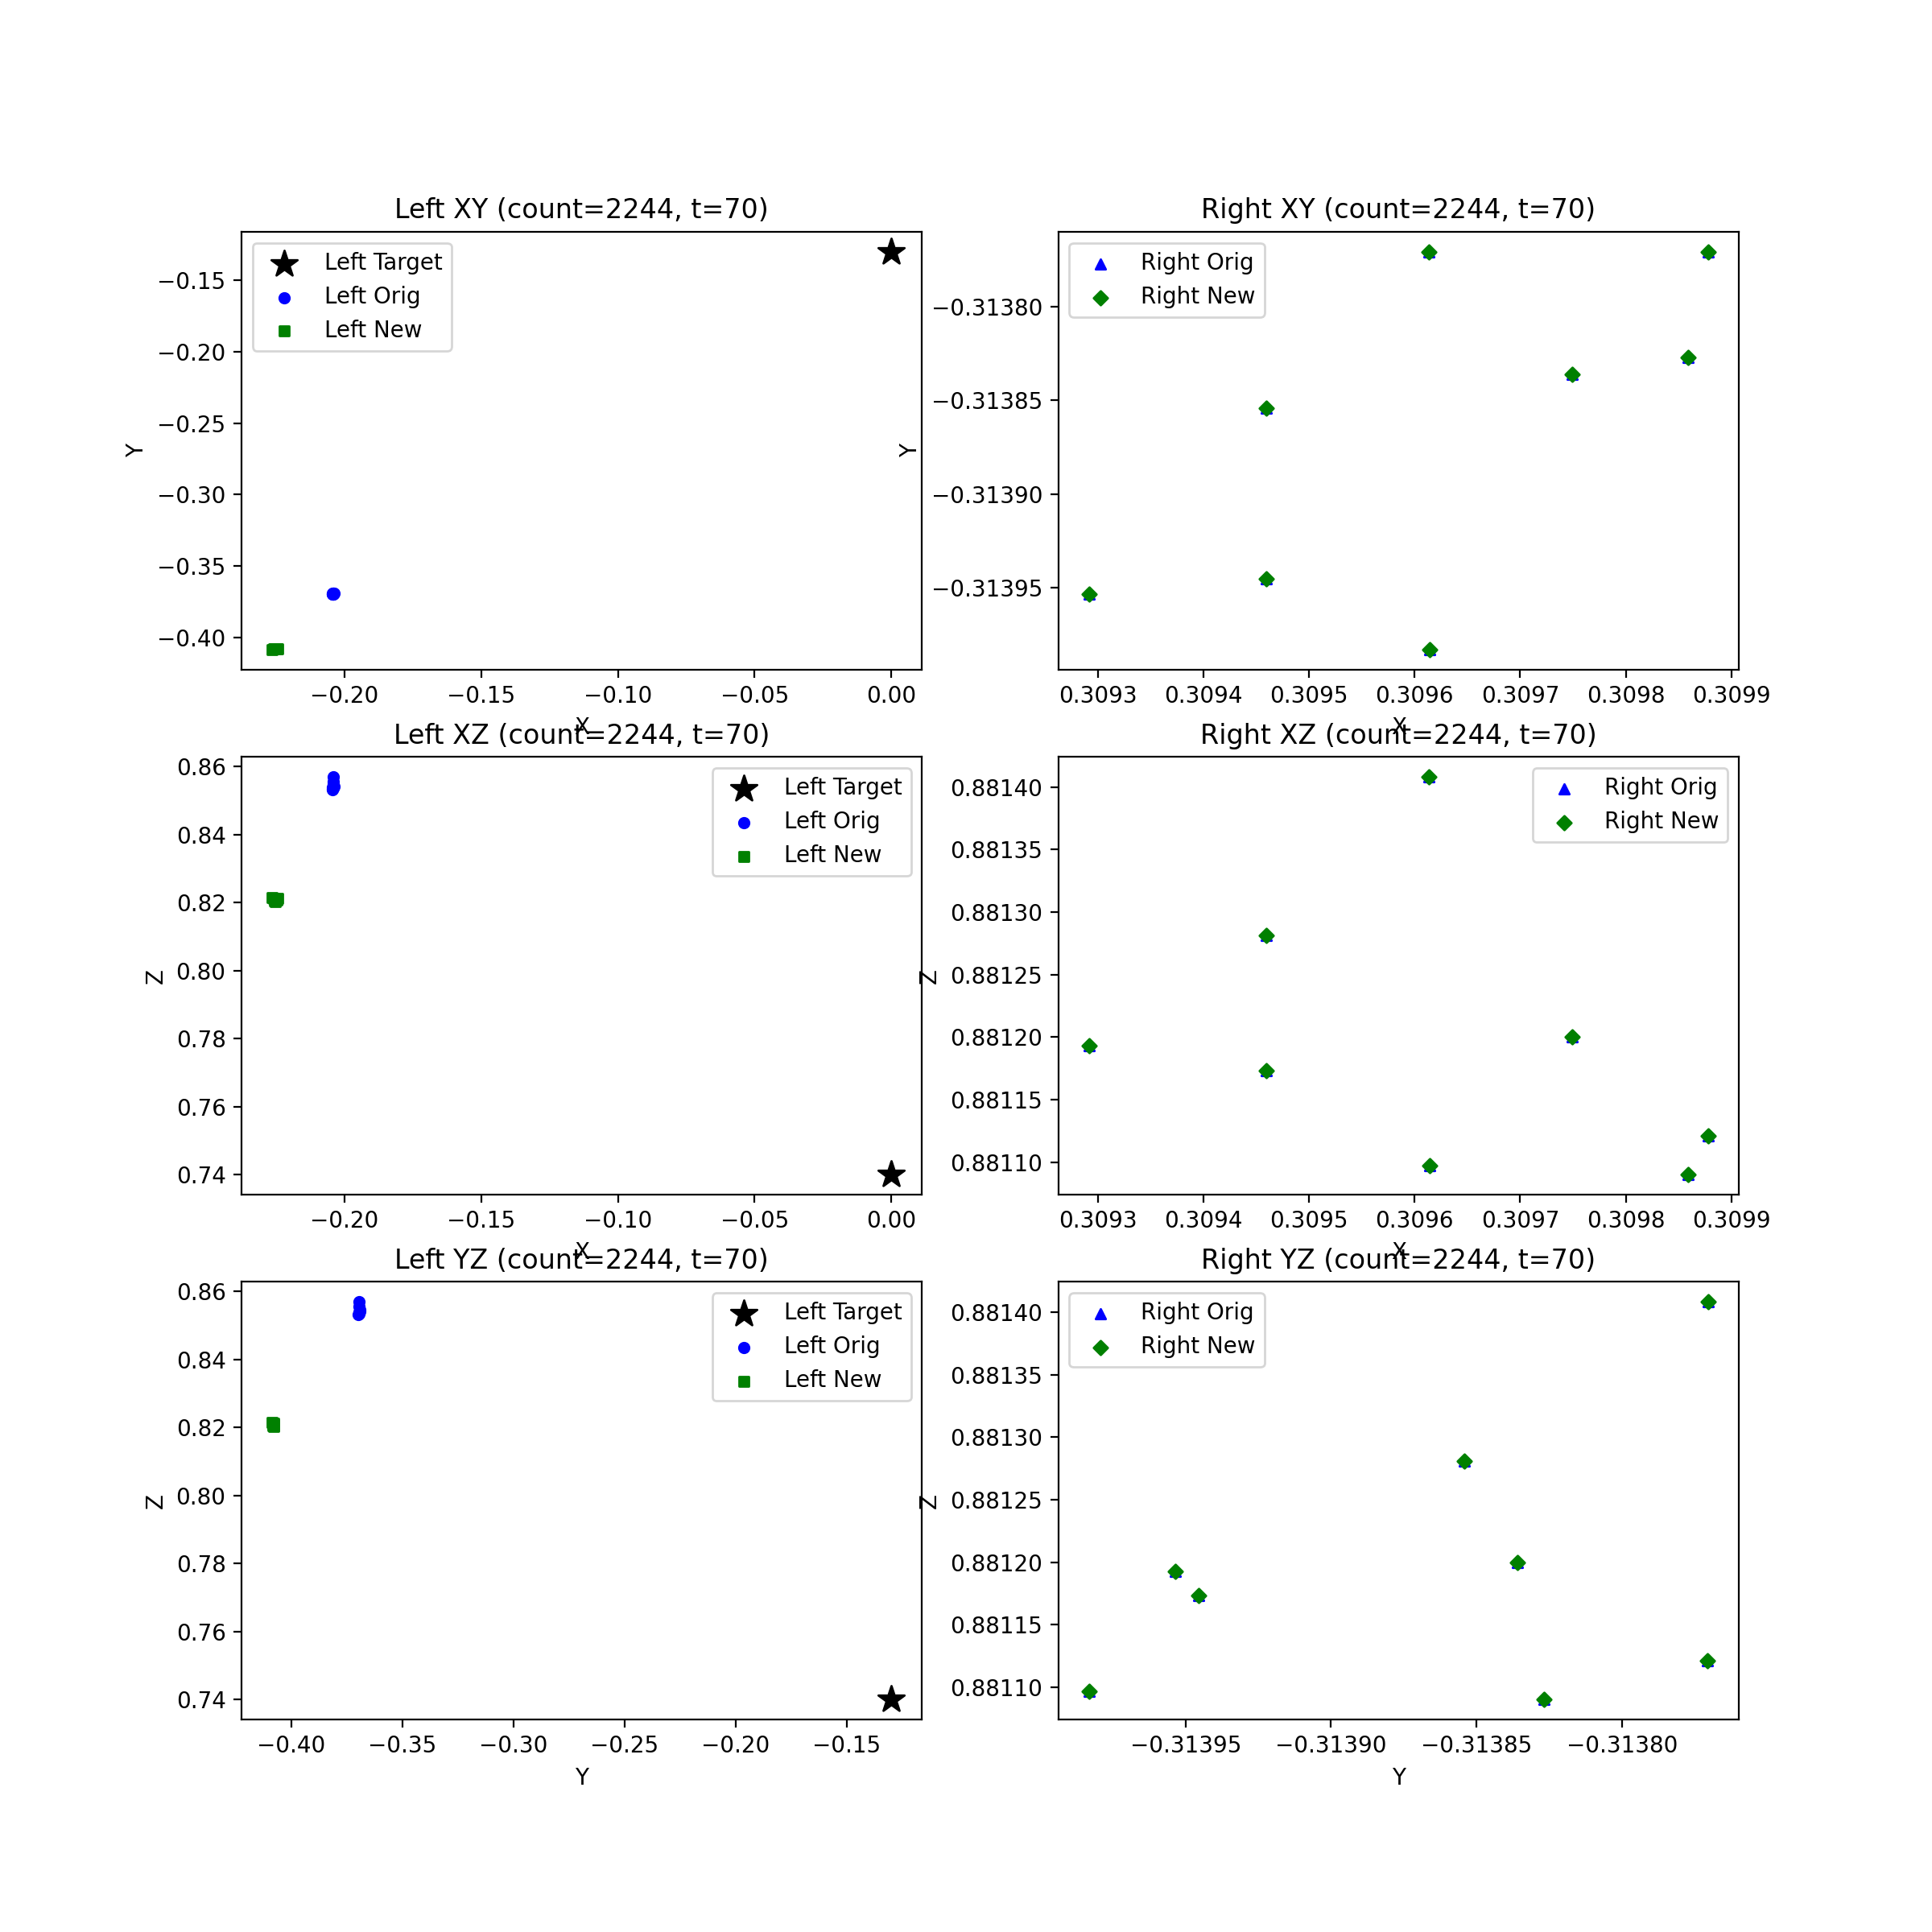 Left XY (count=2244, t=70)
Left Target
Left Orig
Left New
−0.15
−0.20
−0.25
−0.30
−0.35
−0.40
Y
−0.20 −0.15 −0.10 −0.05 0.00
X
Right XY (count=2244, t=70)
Right Orig
Right New
−0.31380
−0.31385
−0.31390
−0.31395
Y
0.3093 0.3094 0.3095 0.3096 0.3097 0.3098 0.3099
X
Left XZ (count=2244, t=70)
Left Target
Left Orig
Left New
0.86
0.84
0.82
0.80
0.78
0.76
0.74
Z
−0.20 −0.15 −0.10 −0.05 0.00
X
Right XZ (count=2244, t=70)
Right Orig
Right New
0.88140
0.88135
0.88130
0.88125
0.88120
0.88115
0.88110
Z
0.3093 0.3094 0.3095 0.3096 0.3097 0.3098 0.3099
X
Left YZ (count=2244, t=70)
Left Target
Left Orig
Left New
0.86
0.84
0.82
0.80
0.78
0.76
0.74
Z
−0.40 −0.35 −0.30 −0.25 −0.20 −0.15
Y
Right YZ (count=2244, t=70)
Right Orig
Right New
0.88140
0.88135
0.88130
0.88125
0.88120
0.88115
0.88110
Z
−0.31395 −0.31390 −0.31385 −0.31380
Y